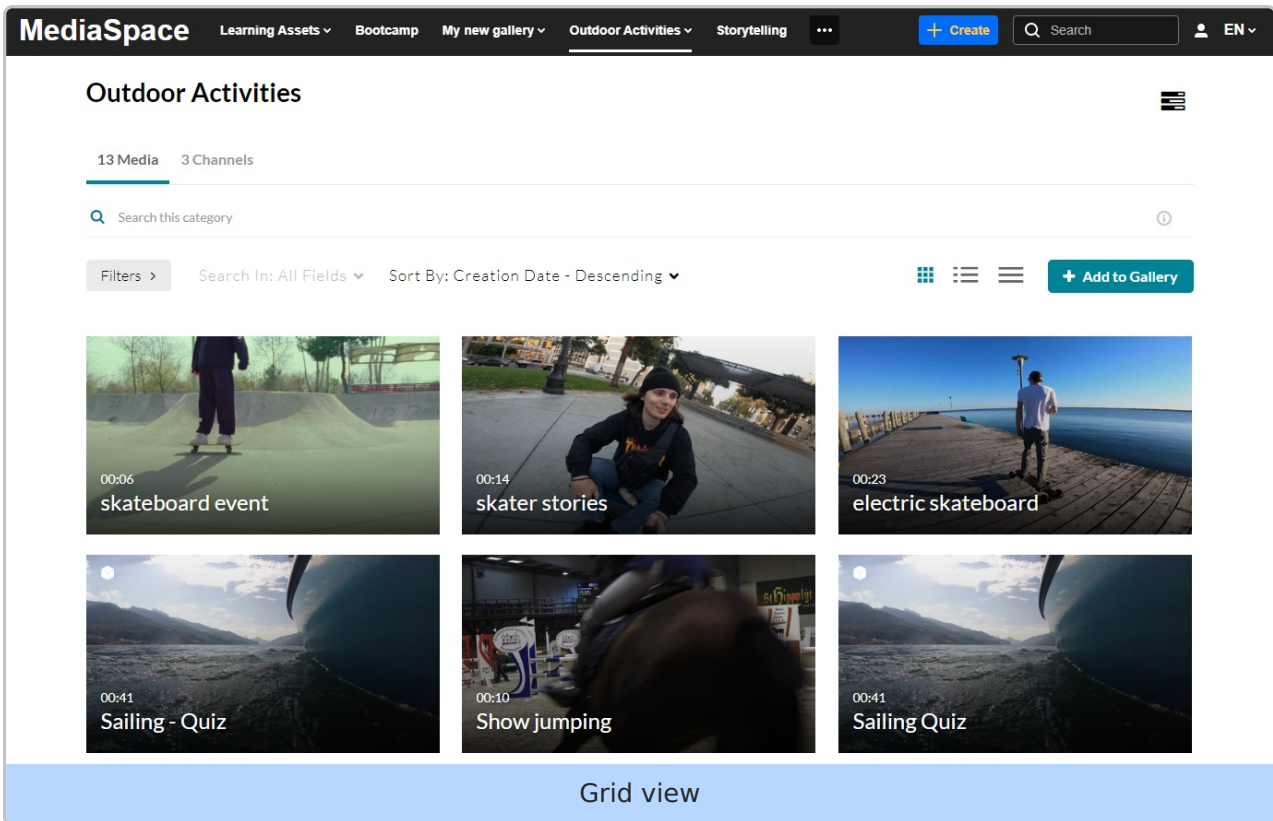 MediaSpace Learning Assets Bootcamp My new gallery Outdoor Activities Storytelling ••• + Create Search EN
Outdoor Activities
13 Media 3 Channels
Search this category
Filters > Search In: All Fields Sort By: Creation Date - Descending + Add to Gallery
00:06 00:14 00:23
skateboard event skater stories electric skateboard
St Hippolyt
00:41 00:10 00:41
Sailing - Quiz Show jumping Sailing Quiz
Grid view